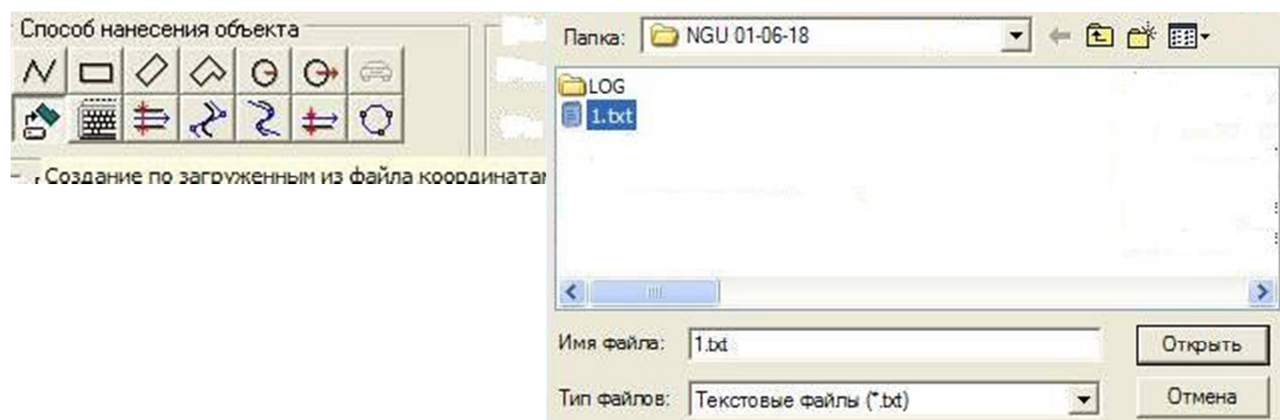 Способ нанесения объекта
Создание по загруженным из файла координатам
Папка: NGU 01-06-18
LOG
1.txt
Имя файла: 1.txt
Открыть
Тип файлов: Текстовые файлы (*.txt)
Отмена